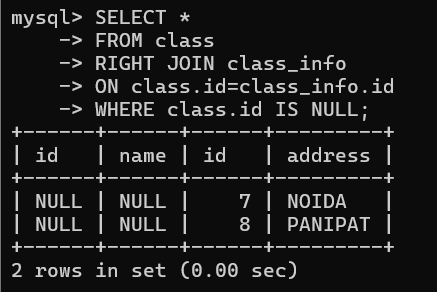 mysql> SELECT *
    -> FROM class
    -> RIGHT JOIN class_info
    -> ON class.id=class_info.id
    -> WHERE class.id IS NULL;
+------+------+------+---------+
| id   | name | id   | address |
+------+------+------+---------+
| NULL | NULL |    7 | NOIDA   |
| NULL | NULL |    8 | PANIPAT |
+------+------+------+---------+
2 rows in set (0.00 sec)